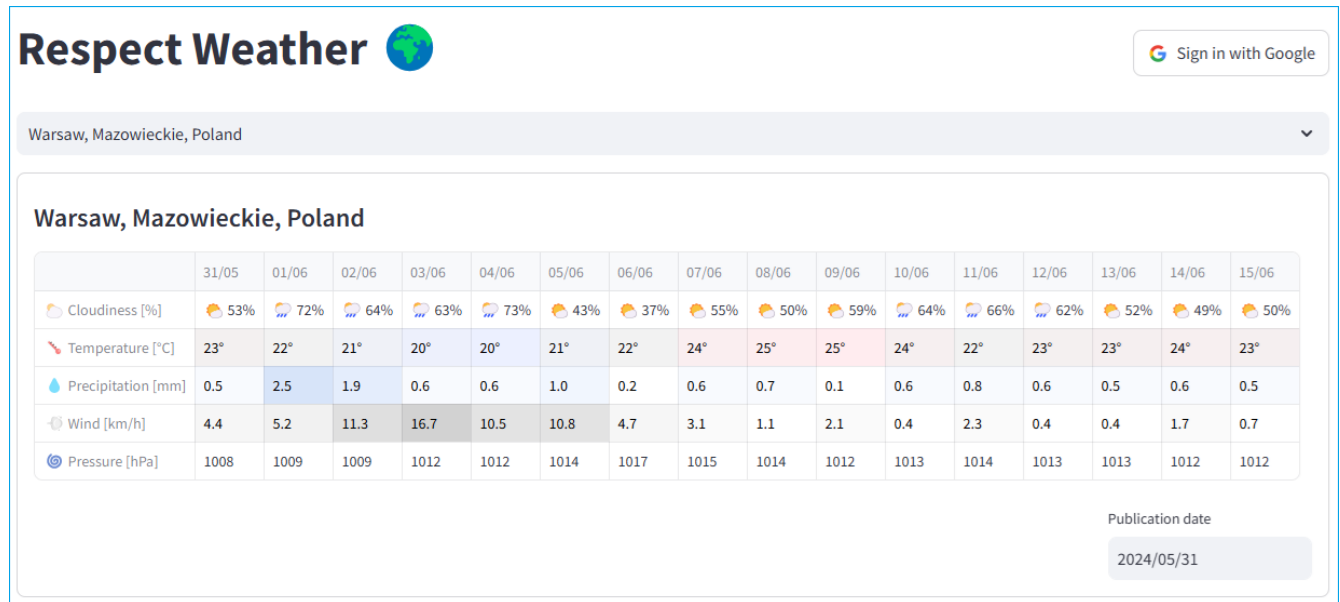 Respect Weather
Sign in with Google
Warsaw, Mazowieckie, Poland
Warsaw, Mazowieckie, Poland
31/05 01/06 02/06 03/06 04/06 05/06 06/06 07/06 08/06 09/06 10/06 11/06 12/06 13/06 14/06 15/06
Cloudiness [%] 53% 72% 64% 63% 73% 43% 37% 55% 50% 59% 64% 66% 62% 52% 49% 50%
Temperature [°C] 23° 22° 21° 20° 20° 21° 22° 24° 25° 25° 24° 22° 23° 23° 24° 23°
Precipitation [mm] 0.5 2.5 1.9 0.6 0.6 1.0 0.2 0.6 0.7 0.1 0.6 0.8 0.6 0.5 0.6 0.5
Wind [km/h] 4.4 5.2 11.3 16.7 10.5 10.8 4.7 3.1 1.1 2.1 0.4 2.3 0.4 0.4 1.7 0.7
Pressure [hPa] 1008 1009 1009 1012 1012 1014 1017 1015 1014 1012 1013 1014 1013 1013 1012 1012
Publication date
2024/05/31